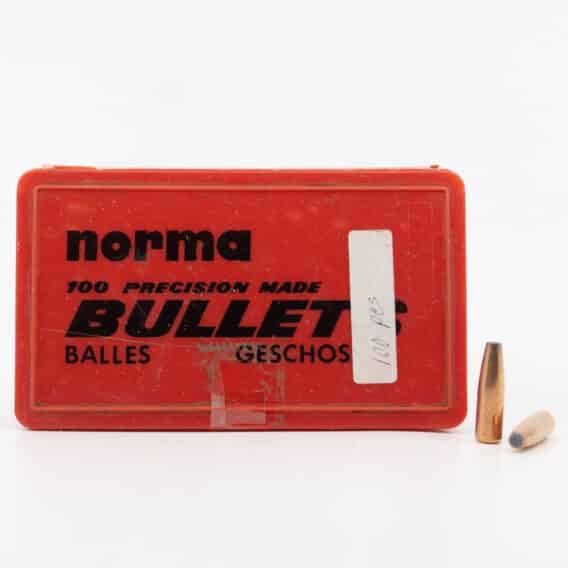 norma
100 PRECISION MADE
BULLETS
BALLES GESCHOS
100 pcs